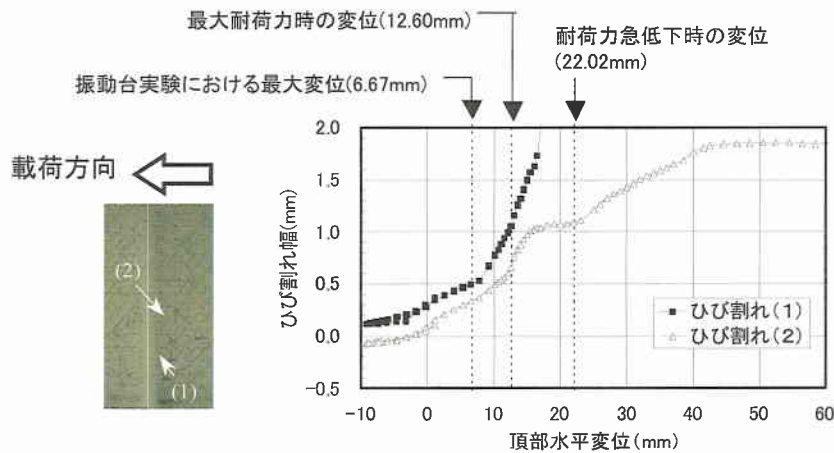 最大耐荷力時の変位(12.60mm)
耐荷力急低下時の変位
(22.02mm)
振動台実験における最大変位(6.67mm)
載荷方向
(2)
(1)
ひび割れ幅(mm)
2.0
1.5
1.0
0.5
0.0
−0.5
ひび割れ(1)
ひび割れ(2)
−10
0
10
20
30
40
50
60
頂部水平変位(mm)